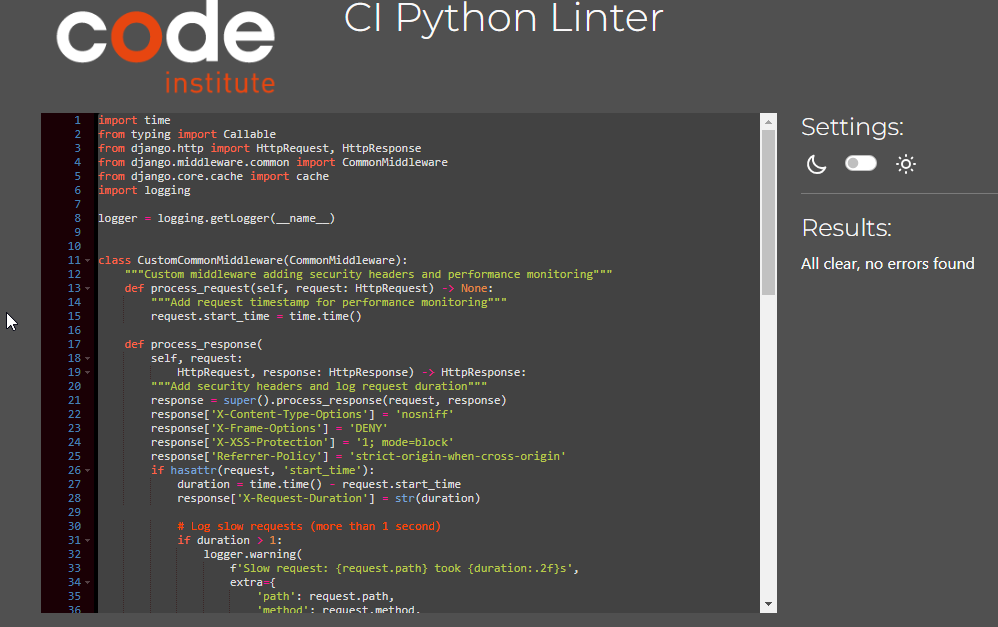 code
institute
CI Python Linter
1 import time
2 from typing import Callable
3 from django.http import HttpRequest, HttpResponse
4 from django.middleware.common import CommonMiddleware
5 from django.core.cache import cache
6 import logging
7
8 logger = logging.getLogger(__name__)
9
10
11 class CustomCommonMiddleware(CommonMiddleware):
12     """Custom middleware adding security headers and performance monitoring"""
13     def process_request(self, request: HttpRequest) -> None:
14         """Add request timestamp for performance monitoring"""
15         request.start_time = time.time()
16
17     def process_response(
18         self, request:
19             HttpRequest, response: HttpResponse) -> HttpResponse:
20         """Add security headers and log request duration"""
21         response = super().process_response(request, response)
22         response['X-Content-Type-Options'] = 'nosniff'
23         response['X-Frame-Options'] = 'DENY'
24         response['X-XSS-Protection'] = '1; mode=block'
25         response['Referrer-Policy'] = 'strict-origin-when-cross-origin'
26         if hasattr(request, 'start_time'):
27             duration = time.time() - request.start_time
28             response['X-Request-Duration'] = str(duration)
29
30             # Log slow requests (more than 1 second)
31             if duration > 1:
32                 logger.warning(
33                     f'Slow request: {request.path} took {duration:.2f}s',
34                     extra={
35                         'path': request.path,
36                         'method': request.method,
Settings:
Results:
All clear, no errors found